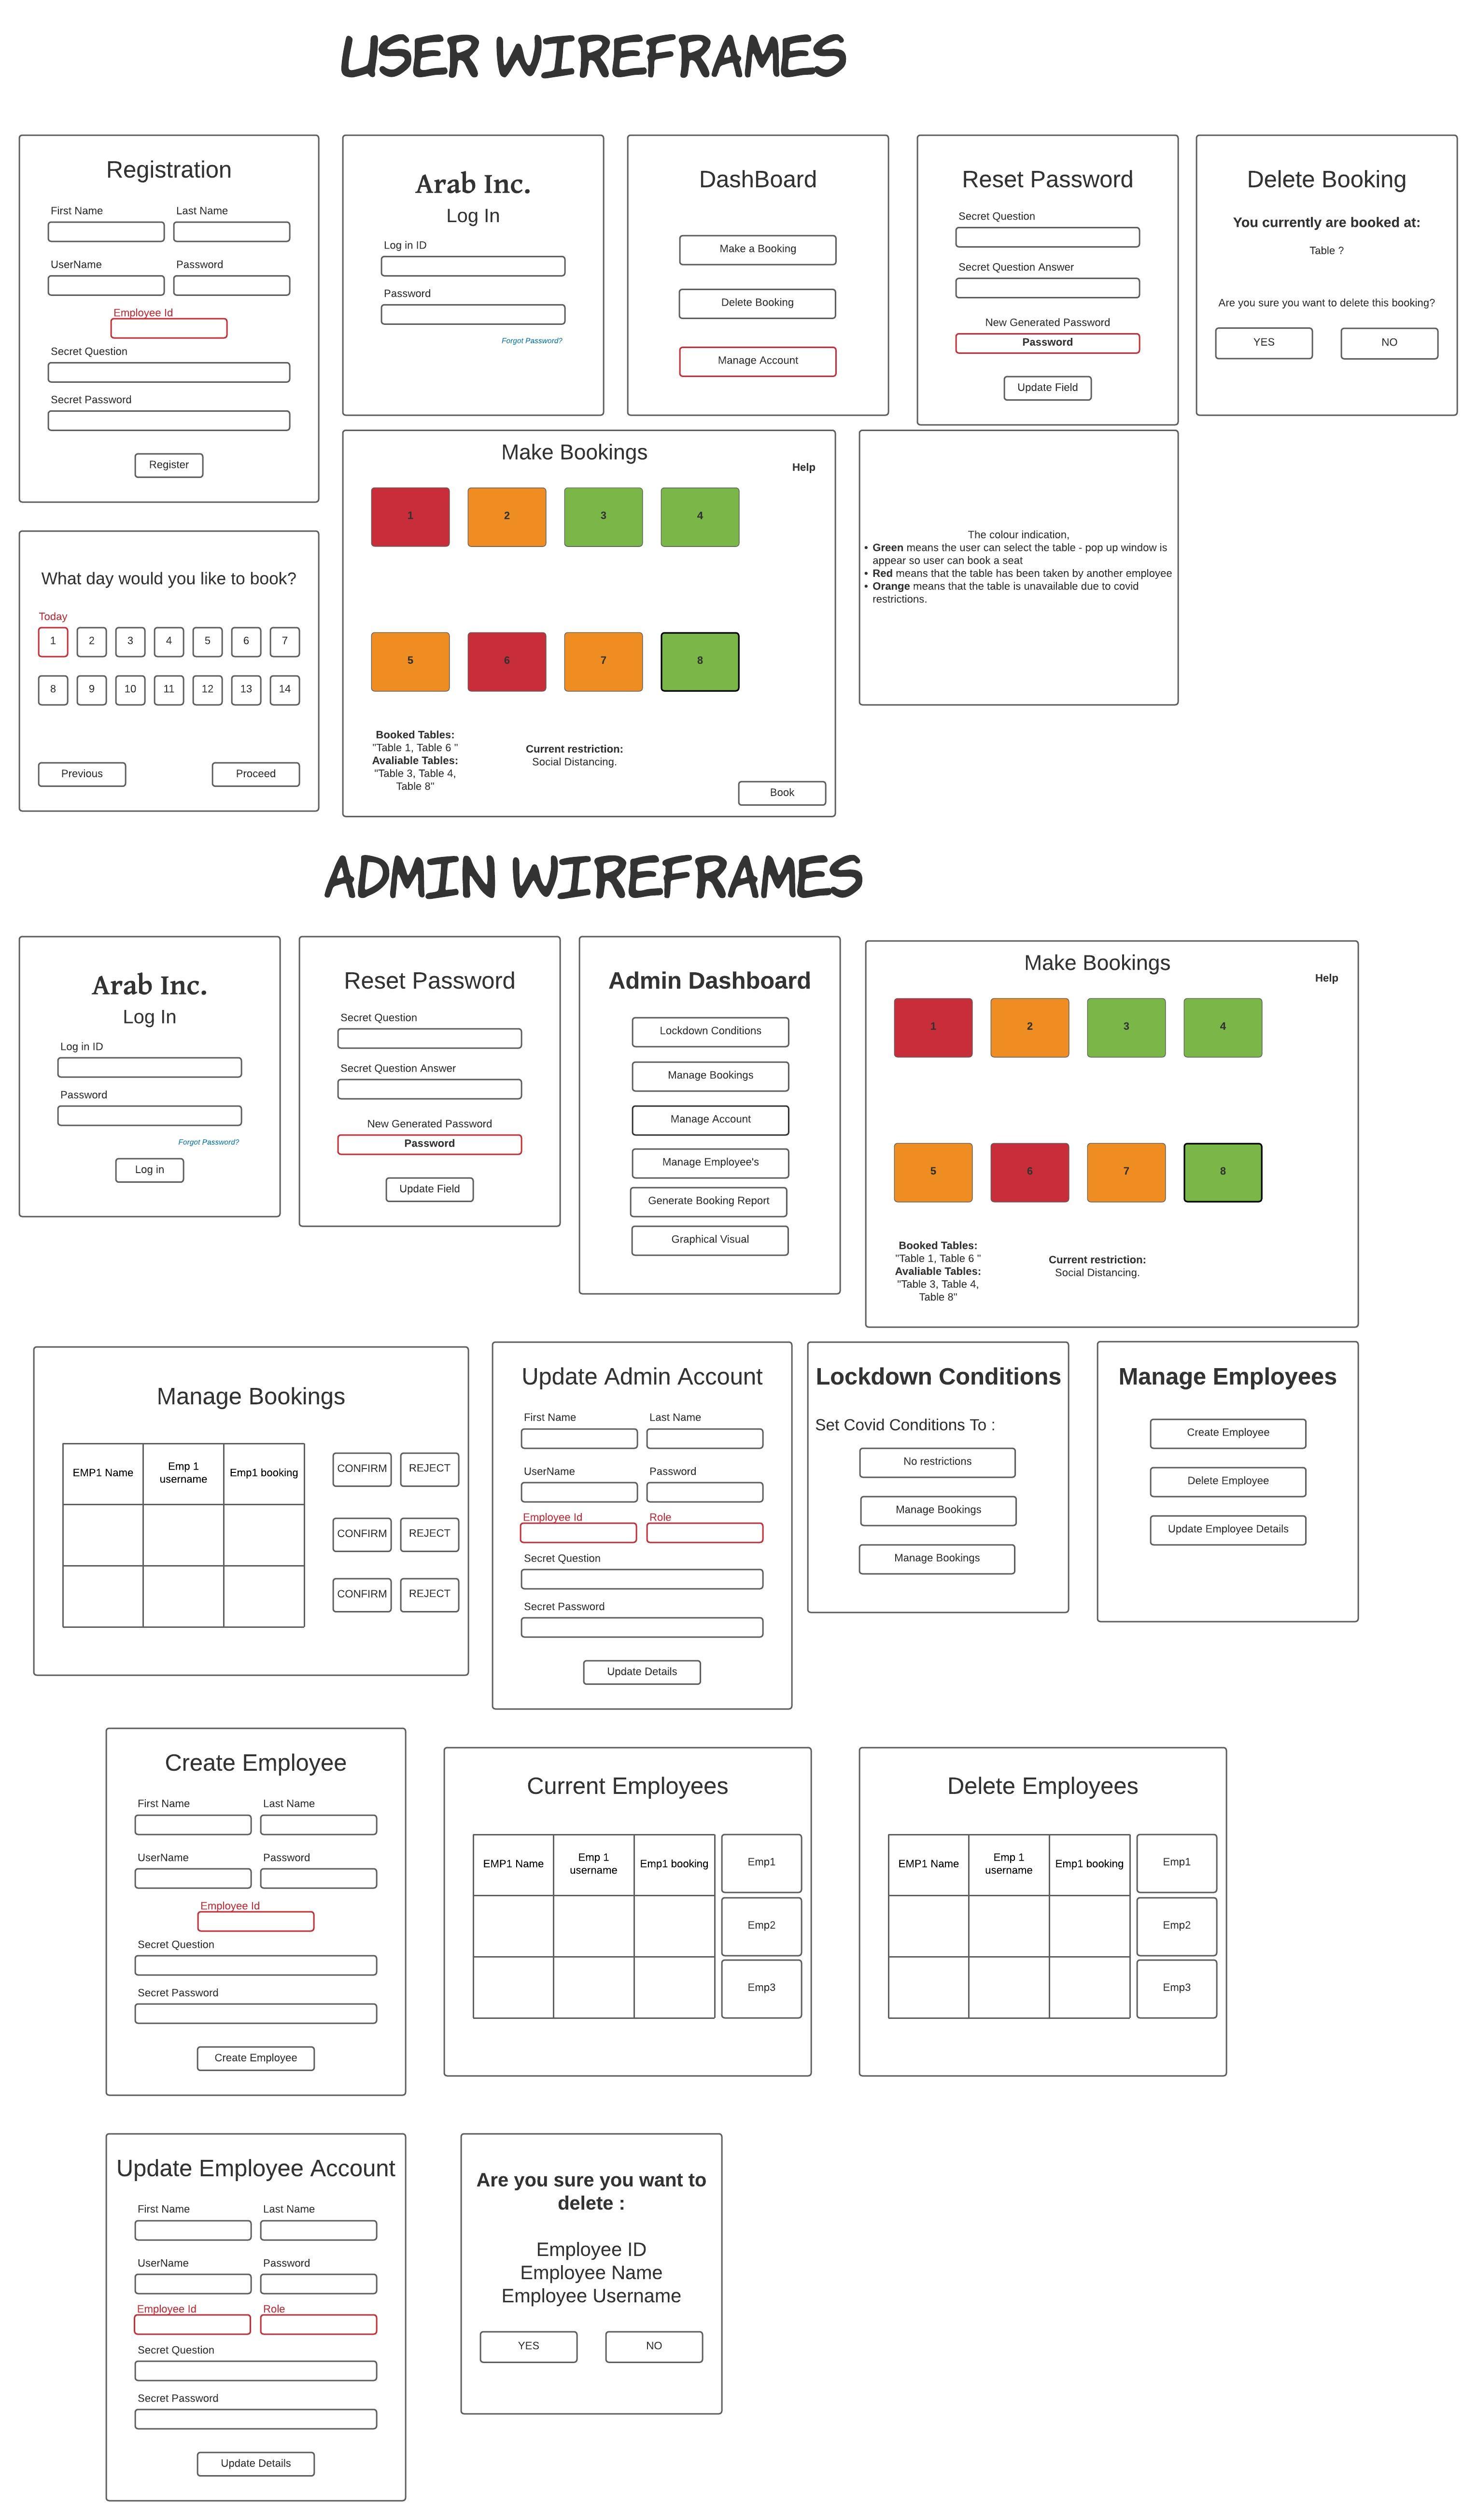 USER WIREFRAMES
Registration
First Name
Last Name
UserName
Password
Employee Id
Secret Question
Secret Password
Register
Arab Inc.
Log In
Log in ID
Password
Forgot Password?
DashBoard
Make a Booking
Delete Booking
Manage Account
Reset Password
Secret Question
Secret Question Answer
New Generated Password
Password
Update Field
Delete Booking
You currently are booked at:
Table ?
Are you sure you want to delete this booking?
YES
NO
What day would you like to book?
Today
1
2
3
4
5
6
7
8
9
10
11
12
13
14
Previous
Proceed
Make Bookings
Help
1
2
3
4
5
6
7
8
Booked Tables:
"Table 1, Table 6 "
Avaliable Tables:
"Table 3, Table 4,
Table 8"
Current restriction:
Social Distancing.
Book
The colour indication,
• Green means the user can select the table - pop up window is
appear so user can book a seat
• Red means that the table has been taken by another employee
• Orange means that the table is unavailable due to covid
restrictions.
ADMIN WIREFRAMES
Arab Inc.
Log In
Log in ID
Password
Forgot Password?
Log in
Reset Password
Secret Question
Secret Question Answer
New Generated Password
Password
Update Field
Admin Dashboard
Lockdown Conditions
Manage Bookings
Manage Account
Manage Employee's
Generate Booking Report
Graphical Visual
Make Bookings
Help
1
2
3
4
5
6
7
8
Booked Tables:
"Table 1, Table 6 "
Avaliable Tables:
"Table 3, Table 4,
Table 8"
Current restriction:
Social Distancing.
Manage Bookings
EMP1 Name
Emp 1
username
Emp1 booking
CONFIRM
REJECT
CONFIRM
REJECT
CONFIRM
REJECT
Update Admin Account
First Name
Last Name
UserName
Password
Employee Id
Role
Secret Question
Secret Password
Update Details
Lockdown Conditions
Set Covid Conditions To :
No restrictions
Manage Bookings
Manage Bookings
Manage Employees
Create Employee
Delete Employee
Update Employee Details
Create Employee
First Name
Last Name
UserName
Password
Employee Id
Secret Question
Secret Password
Create Employee
Current Employees
EMP1 Name
Emp 1
username
Emp1 booking
Emp1
Emp2
Emp3
Delete Employees
EMP1 Name
Emp 1
username
Emp1 booking
Emp1
Emp2
Emp3
Update Employee Account
First Name
Last Name
UserName
Password
Employee Id
Role
Secret Question
Secret Password
Update Details
Are you sure you want to
delete :
Employee ID
Employee Name
Employee Username
YES
NO